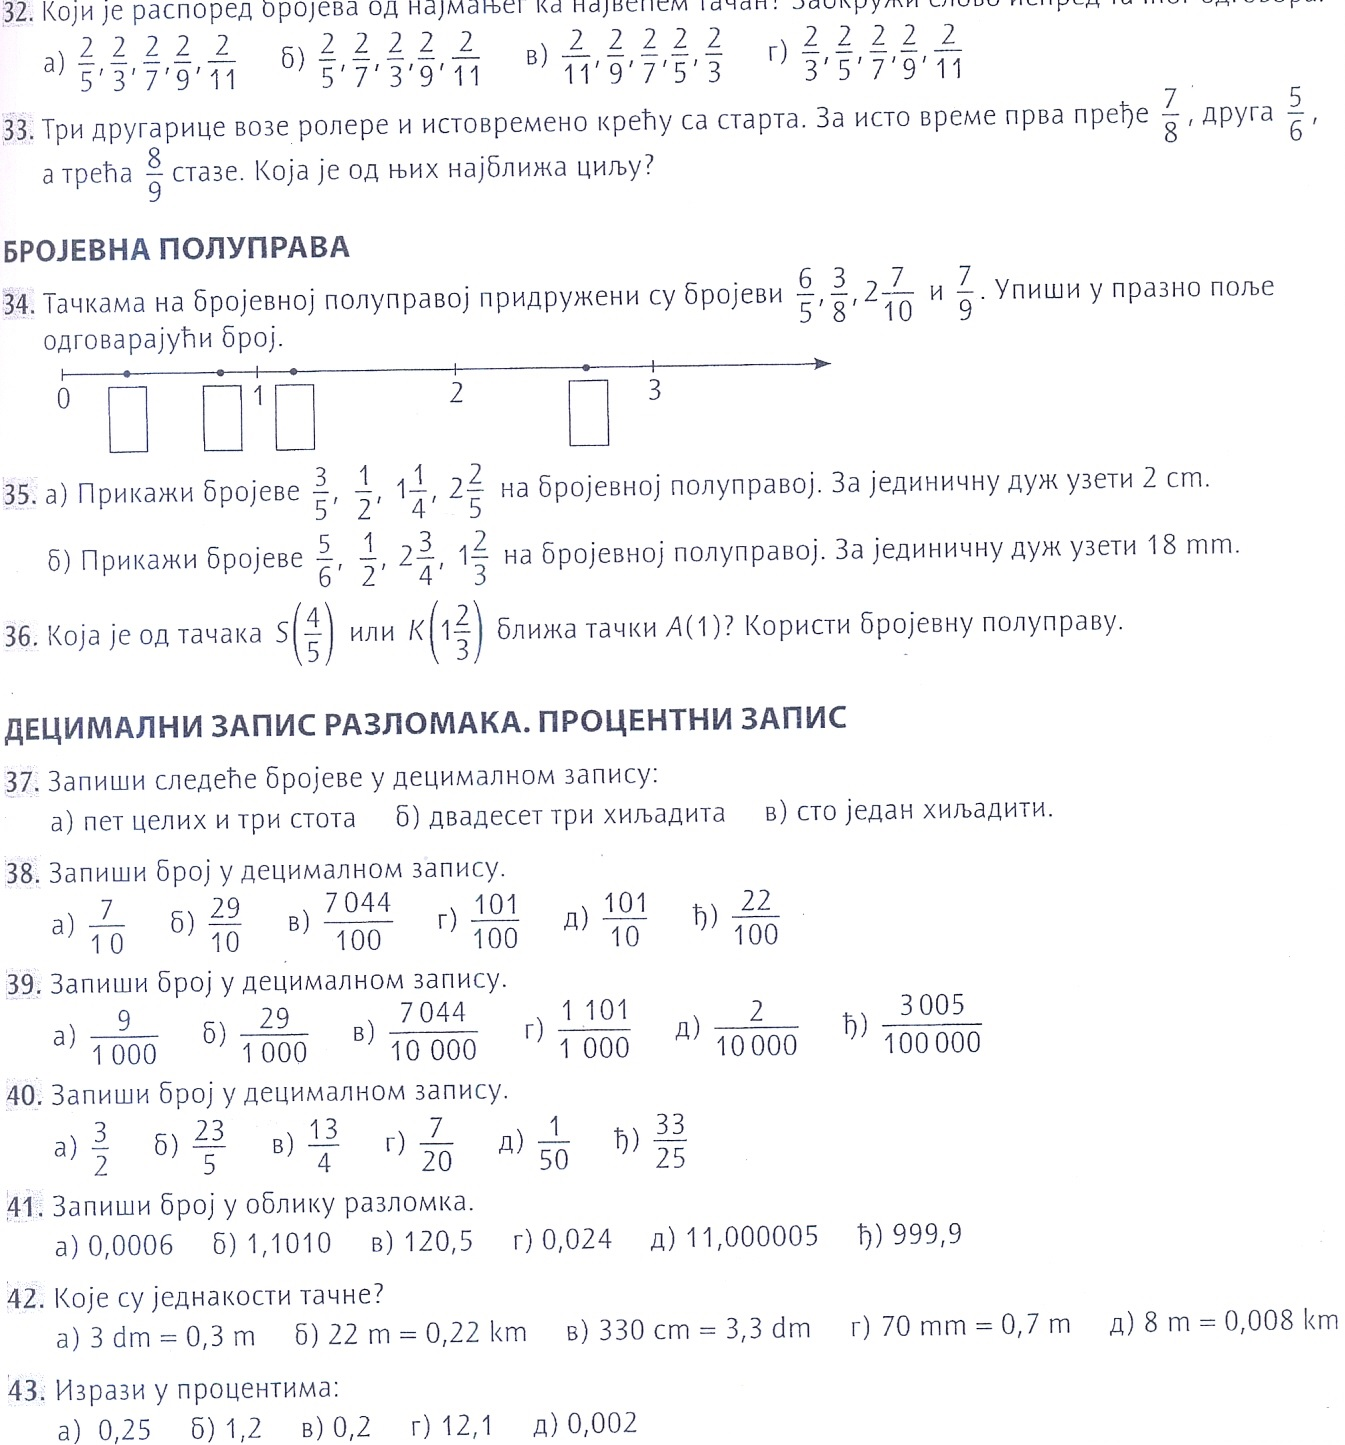 32. Који је распоред бројева од најмањег ка највећем тачан? Заокружи слово испред тачног одговора.
а) 2/5, 2/3, 2/7, 2/9, 2/11 б) 2/5, 2/7, 2/3, 2/9, 2/11 в) 2/11, 2/9, 2/7, 2/5, 2/3 г) 2/3, 2/5, 2/7, 2/9, 2/11
33. Три другарице возе ролере и истовремено крећу са старта. За исто време прва пређе 7/8, друга 5/6,
а трећа 8/9 стазе. Која је од њих најближа циљу?
БРОЈЕВНА ПОЛУПРАВА
34. Тачкама на бројевној полуправој придружени су бројеви 6/5, 3/8, 2 7/10 и 7/9. Упиши у празно поље
одговарајући број.
0 1 2 3
35. а) Прикажи бројеве 3/5, 1/2, 1 1/4, 2 2/5 на бројевној полуправој. За јединичну дуж узети 2 cm.
б) Прикажи бројеве 5/6, 1/2, 2 3/4, 1 2/3 на бројевној полуправој. За јединичну дуж узети 18 mm.
36. Која је од тачака S(4/5) или K(1 2/3) ближа тачки A(1)? Користи бројевну полуправу.
ДЕЦИМАЛНИ ЗАПИС РАЗЛОМАКА. ПРОЦЕНТНИ ЗАПИС
37. Запиши следеће бројеве у децималном запису:
а) пет целих и три стота б) двадесет три хиљадита в) сто један хиљадити.
38. Запиши број у децималном запису.
а) 7/10 б) 29/10 в) 7 044/100 г) 101/100 д) 101/10 ђ) 22/100
39. Запиши број у децималном запису.
а) 9/1 000 б) 29/1 000 в) 7 044/10 000 г) 1 101/1 000 д) 2/10 000 ђ) 3 005/100 000
40. Запиши број у децималном запису.
а) 3/2 б) 23/5 в) 13/4 г) 7/20 д) 1/50 ђ) 33/25
41. Запиши број у облику разломка.
а) 0,0006 б) 1,1010 в) 120,5 г) 0,024 д) 11,000005 ђ) 999,9
42. Које су једнакости тачне?
а) 3 dm = 0,3 m б) 22 m = 0,22 km в) 330 cm = 3,3 dm г) 70 mm = 0,7 m д) 8 m = 0,008 km
43. Изрази у процентима:
а) 0,25 б) 1,2 в) 0,2 г) 12,1 д) 0,002